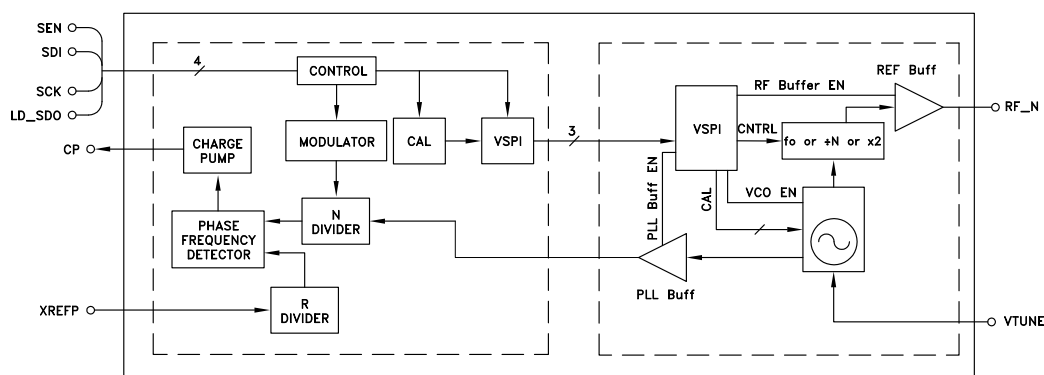 SEN
SDI
SCK
LD_SDO
4
CONTROL
CP
CHARGE
PUMP
MODULATOR
CAL
VSPI
3
PHASE
FREQUENCY
DETECTOR
N
DIVIDER
XREFP
R
DIVIDER
VSPI
RF Buffer EN
REF Buff
RF_N
CNTRL
fo or ÷N or x2
PLL Buff EN
CAL
VCO EN
PLL Buff
VTUNE